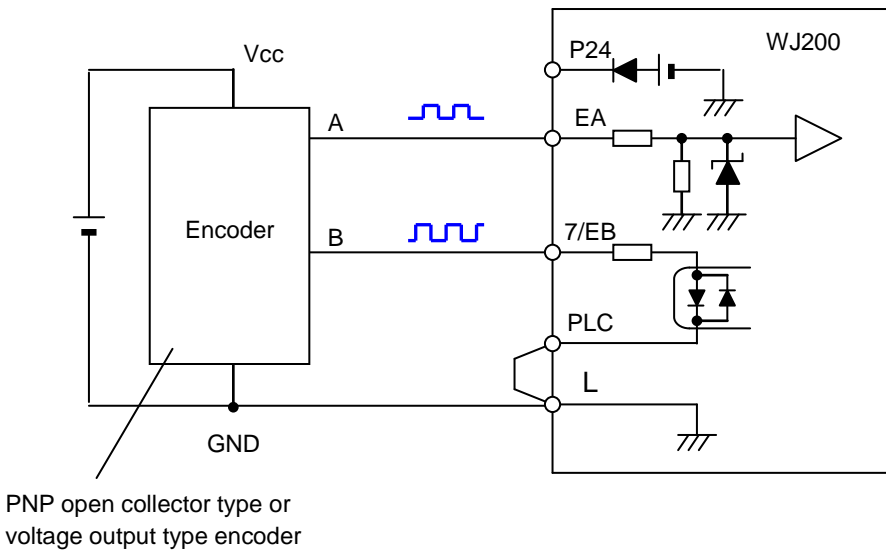 Vcc
P24
WJ200
A
EA
Encoder
B
7/EB
PLC
L
GND
PNP open collector type or
voltage output type encoder